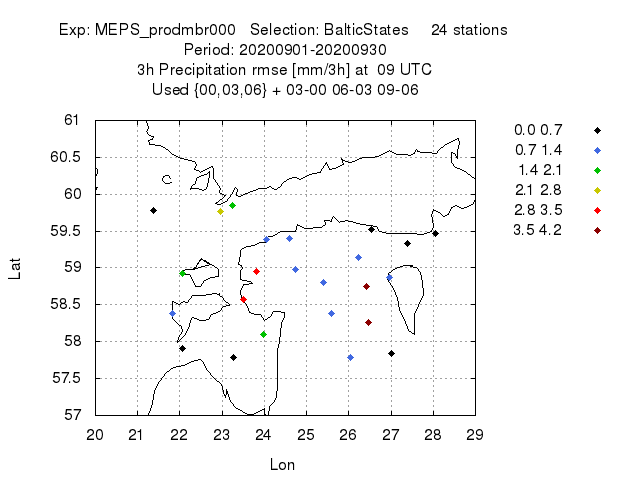 Exp: MEPS_prodmbr000 Selection: BalticStates 24 stations
Period: 20200901-20200930
3h Precipitation rmse [mm/3h] at 09 UTC
Used {00,03,06} + 03-00 06-03 09-06
61
60.5
60
59.5
59
58.5
58
57.5
57
Lat
20 21 22 23 24 25 26 27 28 29
Lon
0.0 0.7
0.7 1.4
1.4 2.1
2.1 2.8
2.8 3.5
3.5 4.2